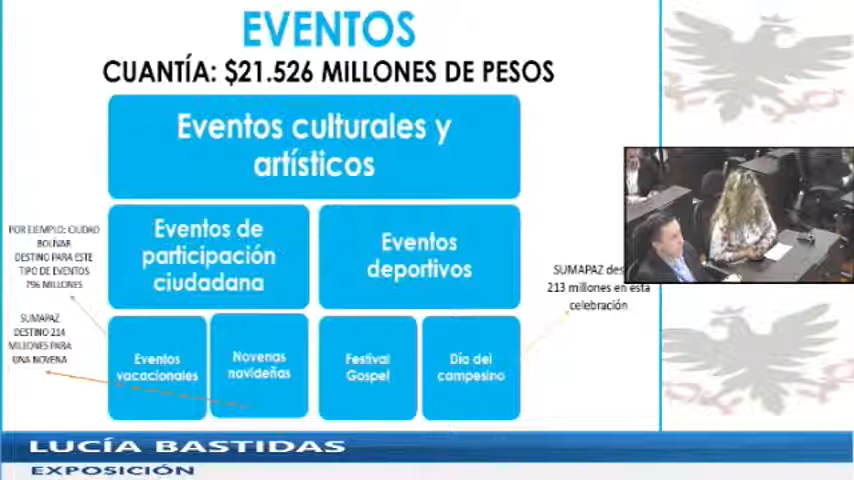 EVENTOS
CUANTÍA: $21.526 MILLONES DE PESOS
Eventos culturales y
artísticos
Eventos de
participación
ciudadana
Eventos
deportivos
POR EJEMPLO: CIUDAD
BOLÍVAR
DESTINO PARA ESTE
TIPO DE EVENTOS
796 MILLONES
SUMAPAZ
DESTINO 214
MILLONES PARA
UNA NOVENA
Eventos
vacacionales
Novenas
navideñas
Festival
Gospel
Día del
campesino
SUMAPAZ
213 millones en esta
celebración
LUCÍA BASTIDAS
EXPOSICIÓN